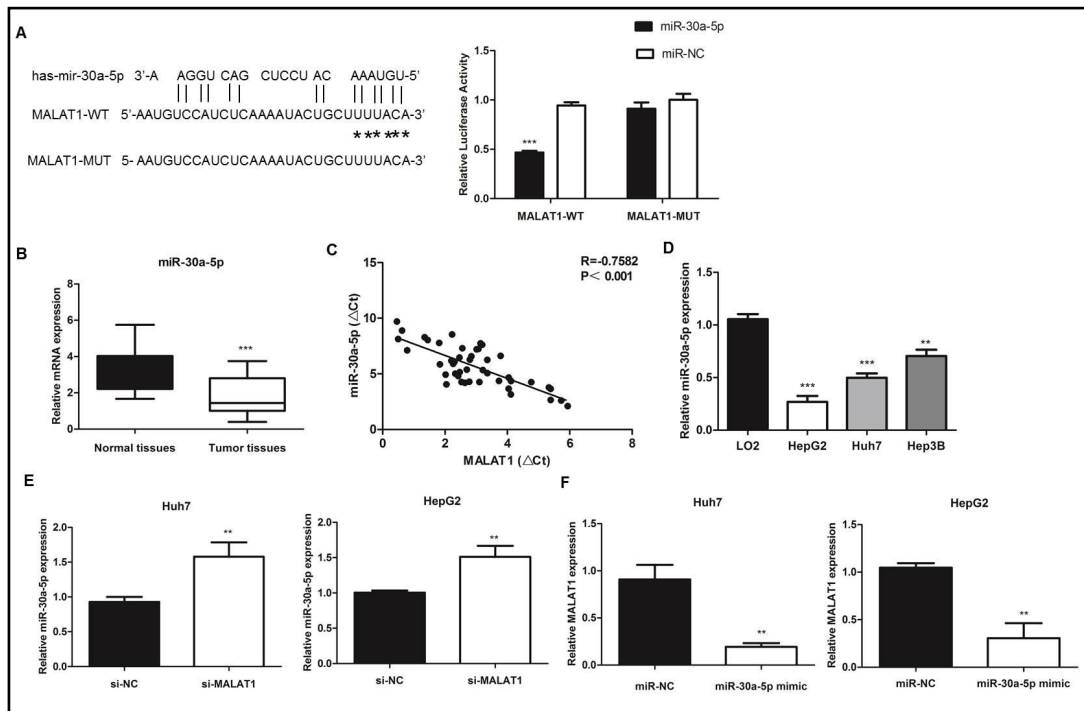 A
has-mir-30a-5p 3'-A AGGU CAG CUCCU AC AAAUGU-5'
MALAT1-WT 5'-AAUGUCCAUCUCAAAAUACUGCUUUUACA-3'
******
MALAT1-MUT 5- AAUGUCCAUCUCAAAAUACUGCUUUUACA-3'
miR-30a-5p
miR-NC
Relative Luciferase Activity
1.5
1.0
0.5
0.0
***
MALAT1-WT MALAT1-MUT
B
miR-30a-5p
Relative mRNA expression
8
6
4
2
0
***
Normal tissues Tumor tissues
C
R=-0.7582
P< 0.001
miR-30a-5p (△Ct)
15
10
5
0
0 2 4 6 8
MALAT1 (△Ct)
D
Relative miR-30a-5p expression
1.5
1.0
0.5
0.0
*** *** **
LO2 HepG2 Huh7 Hep3B
E
Huh7
Relative miR-30a-5p expression
2.0
1.5
1.0
0.5
0.0
**
si-NC si-MALAT1
HepG2
Relative miR-30a-5p expression
2.0
1.5
1.0
0.5
0.0
**
si-NC si-MALAT1
F
Huh7
Relative MALAT1 expression
1.5
1.0
0.5
0.0
**
miR-NC miR-30a-5p mimic
HepG2
Relative MALAT1 expression
1.5
1.0
0.5
0.0
**
miR-NC miR-30a-5p mimic